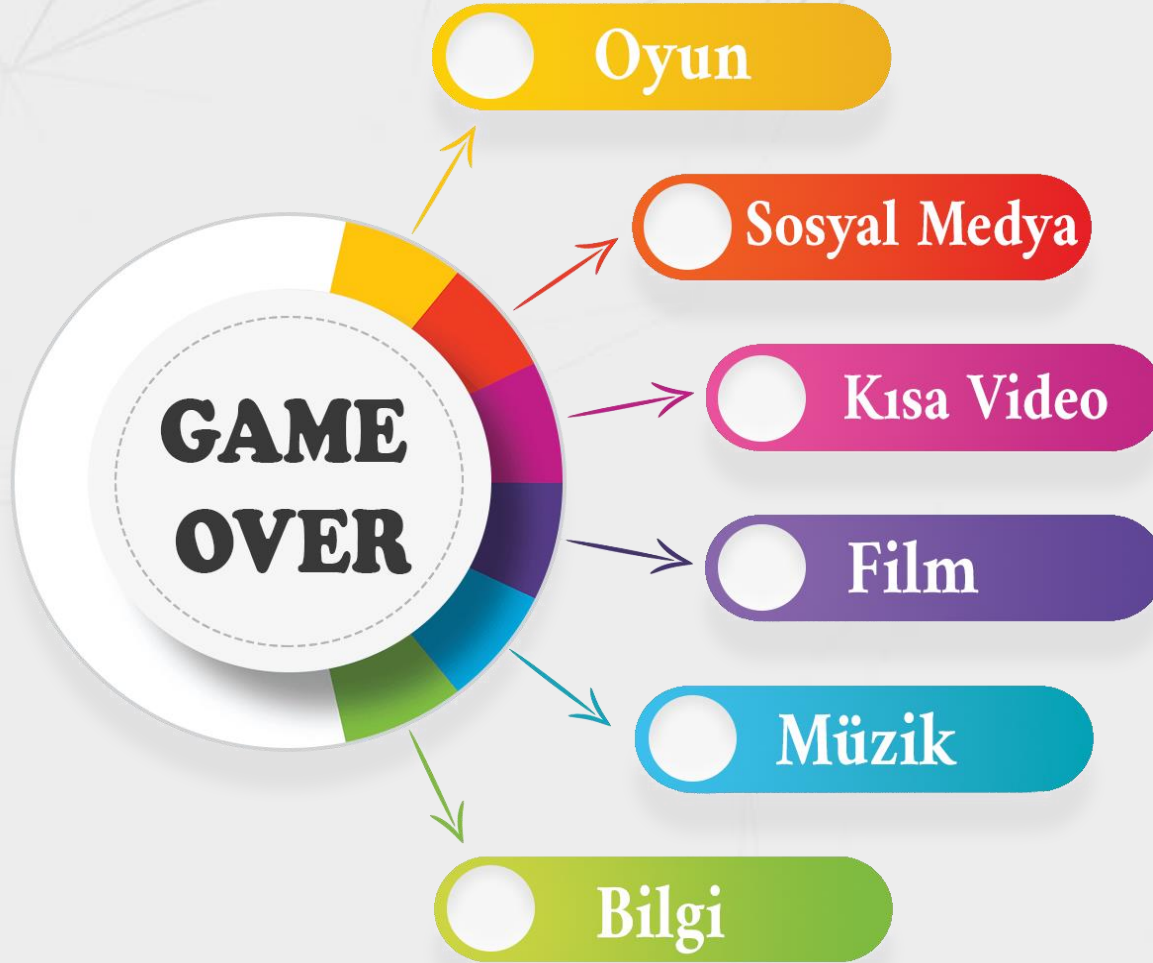 Oyun
Sosyal Medya
Kısa Video
GAME
OVER
Film
Müzik
Bilgi